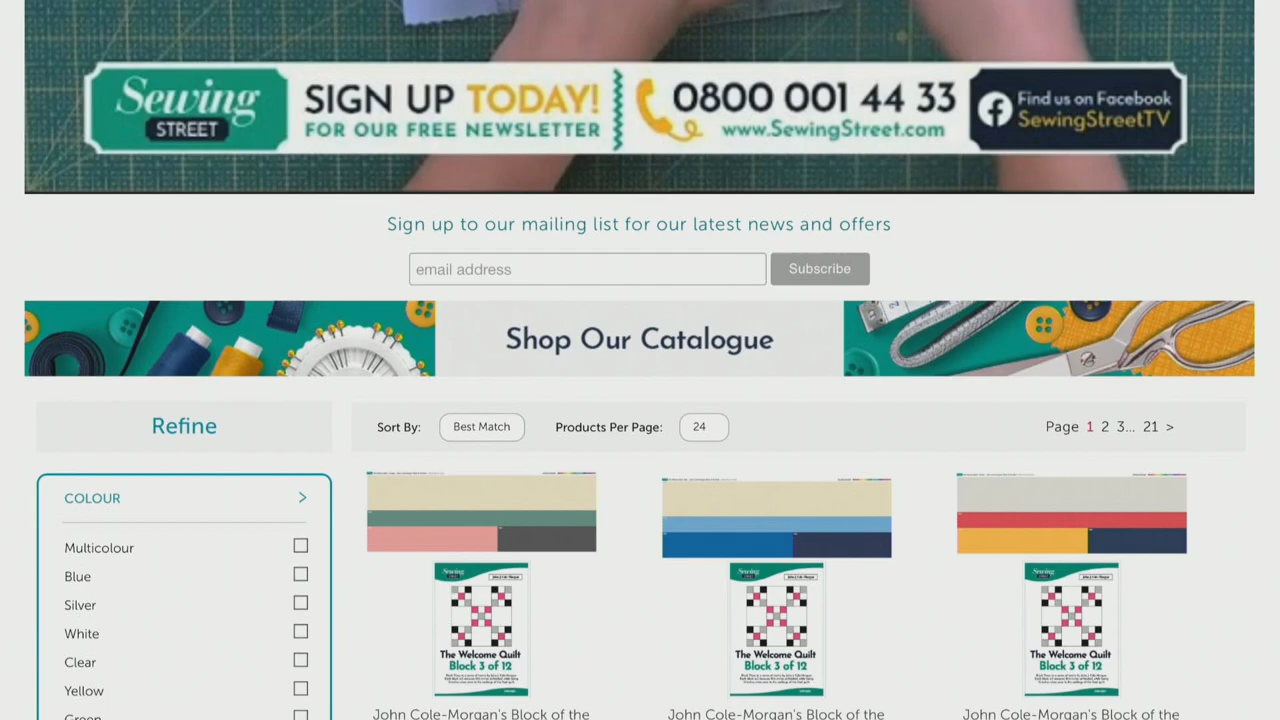 Sewing
STREET
SIGN UP TODAY!
FOR OUR FREE NEWSLETTER
0800 001 44 33
www.SewingStreet.com
Find us on Facebook
SewingStreetTV
Sign up to our mailing list for our latest news and offers
email address
Subscribe
Shop Our Catalogue
Refine
Sort By:
Best Match
Products Per Page:
24
Page 1 2 3... 21 >
COLOUR >
Multicolour
Blue
Silver
White
Clear
Yellow
Green
Sewing
The Welcome Quilt
Block 3 of 12
John Cole-Morgan's Block of the
Sewing
The Welcome Quilt
Block 3 of 12
John Cole-Morgan's Block of the
Sewing
The Welcome Quilt
Block 3 of 12
John Cole-Morgan's Block of the